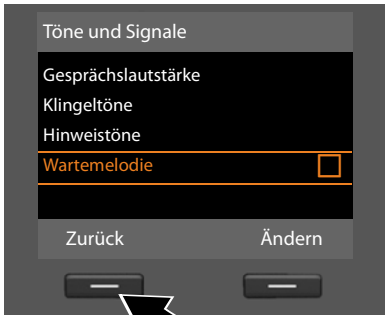 Töne und Signale
Gesprächslautstärke
Klingeltöne
Hinweistöne
Wartemelodie
Zurück Ändern